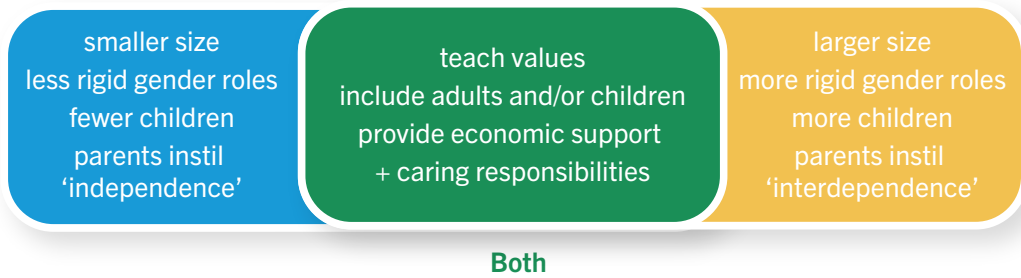 smaller size
less rigid gender roles
fewer children
parents instil
‘independence’
teach values
include adults and/or children
provide economic support
+ caring responsibilities
larger size
more rigid gender roles
more children
parents instil
‘interdependence’
Both